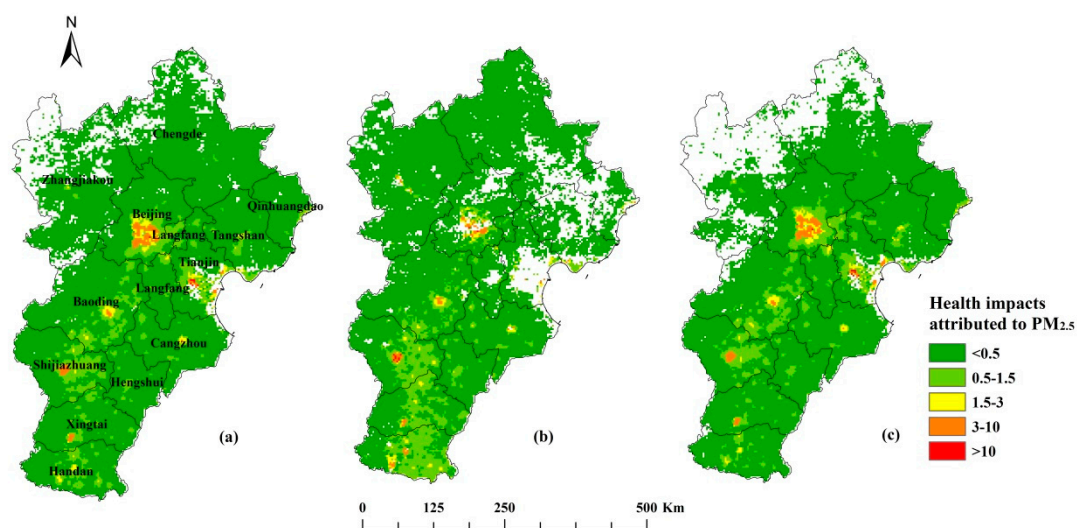 N
Chengde
Zhangjiakou
Qinhuangdao
Beijing
Langfang
Tangshan
Tianjin
Langfang
Baoding
Cangzhou
Shijiazhuang
Hengshui
Xingtai
Handan
(a)
(b)
(c)
Health impacts
attributed to PM2.5
<0.5
0.5-1.5
1.5-3
3-10
>10
0 125 250 500 Km